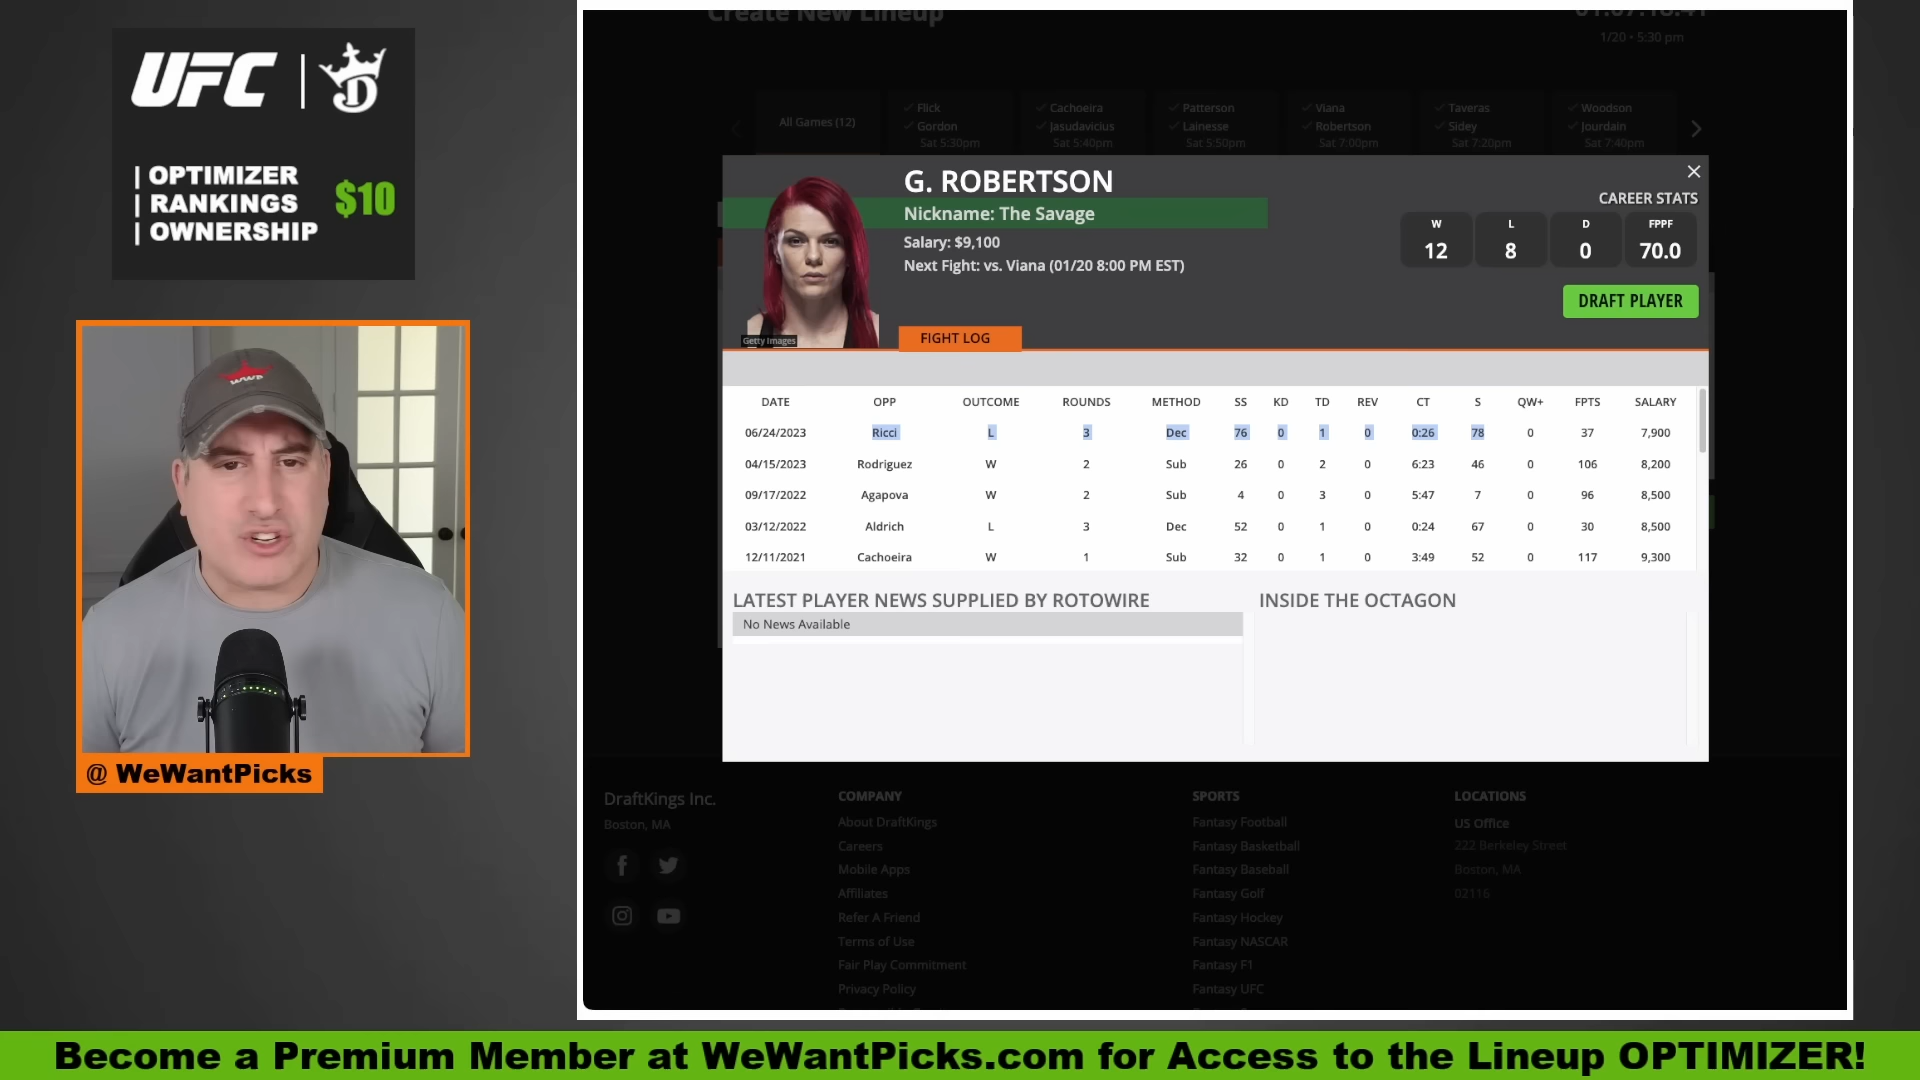 UFC
| OPTIMIZER
| RANKINGS
| OWNERSHIP
$10
@ WeWantPicks
Create New Lineup
1/20 • 5:30 pm
All Games (12)
Flick
Gordon
Sat 5:30pm
Cachoeira
Jasudavicius
Sat 5:40pm
Patterson
Lainesse
Sat 5:50pm
Viana
Robertson
Sat 7:00pm
Taveras
Sidey
Sat 7:20pm
Woodson
Jourdain
Sat 7:40pm
G. ROBERTSON
Nickname: The Savage
Salary: $9,100
Next Fight: vs. Viana (01/20 8:00 PM EST)
Getty Images
CAREER STATS
W L D FPPF
12 8 0 70.0
DRAFT PLAYER
FIGHT LOG
DATE OPP OUTCOME ROUNDS METHOD SS KD TD REV CT S QW+ FPTS SALARY
06/24/2023 Ricci L 3 Dec 76 0 1 0 0:26 78 0 37 7,900
04/15/2023 Rodriguez W 2 Sub 26 0 2 0 6:23 46 0 106 8,200
09/17/2022 Agapova W 2 Sub 4 0 3 0 5:47 7 0 96 8,500
03/12/2022 Aldrich L 3 Dec 52 0 1 0 0:24 67 0 30 8,500
12/11/2021 Cachoeira W 1 Sub 32 0 1 0 3:49 52 0 117 9,300
LATEST PLAYER NEWS SUPPLIED BY ROTOWIRE
No News Available
INSIDE THE OCTAGON
DraftKings Inc.
Boston, MA
COMPANY
About DraftKings
Careers
Mobile Apps
Affiliates
Refer A Friend
Terms of Use
Fair Play Commitment
Privacy Policy
SPORTS
Fantasy Football
Fantasy Basketball
Fantasy Baseball
Fantasy Golf
Fantasy Hockey
Fantasy NASCAR
Fantasy F1
Fantasy UFC
LOCATIONS
US Office
222 Berkeley Street
Boston, MA
02116
Become a Premium Member at WeWantPicks.com for Access to the Lineup OPTIMIZER!